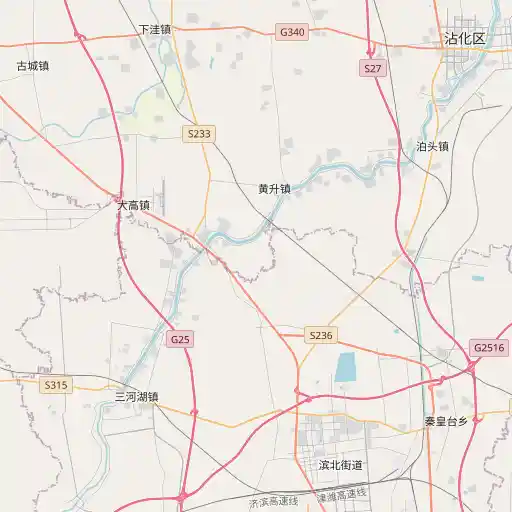 下洼镇
G340
沾化区
古城镇
S27
S233
泊头镇
黄升镇
大高镇
S236
G25
G2516
S315
三河湖镇
秦皇台乡
滨北街道
津潍高速线
济滨高速线